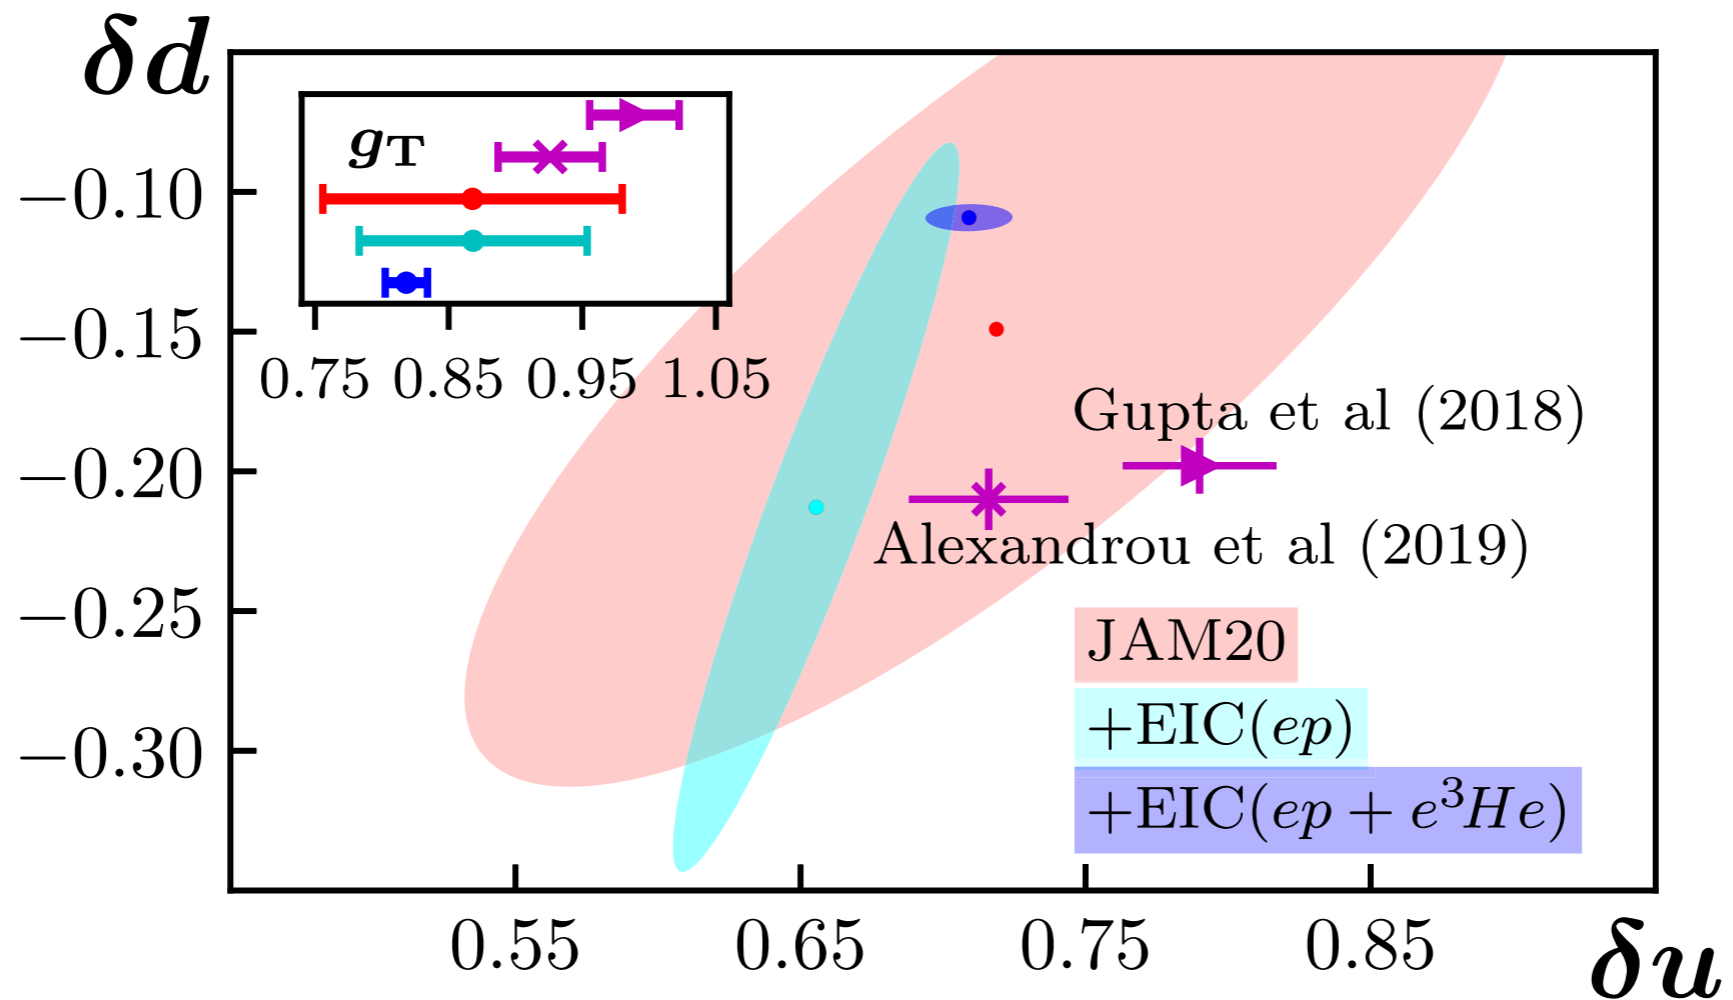 δd
g_T
−0.10
−0.15
−0.20
−0.25
−0.30
0.75 0.85 0.95 1.05
Gupta et al (2018)
Alexandrou et al (2019)
JAM20
+EIC(ep)
+EIC(ep + e³He)
0.55 0.65 0.75 0.85
δu